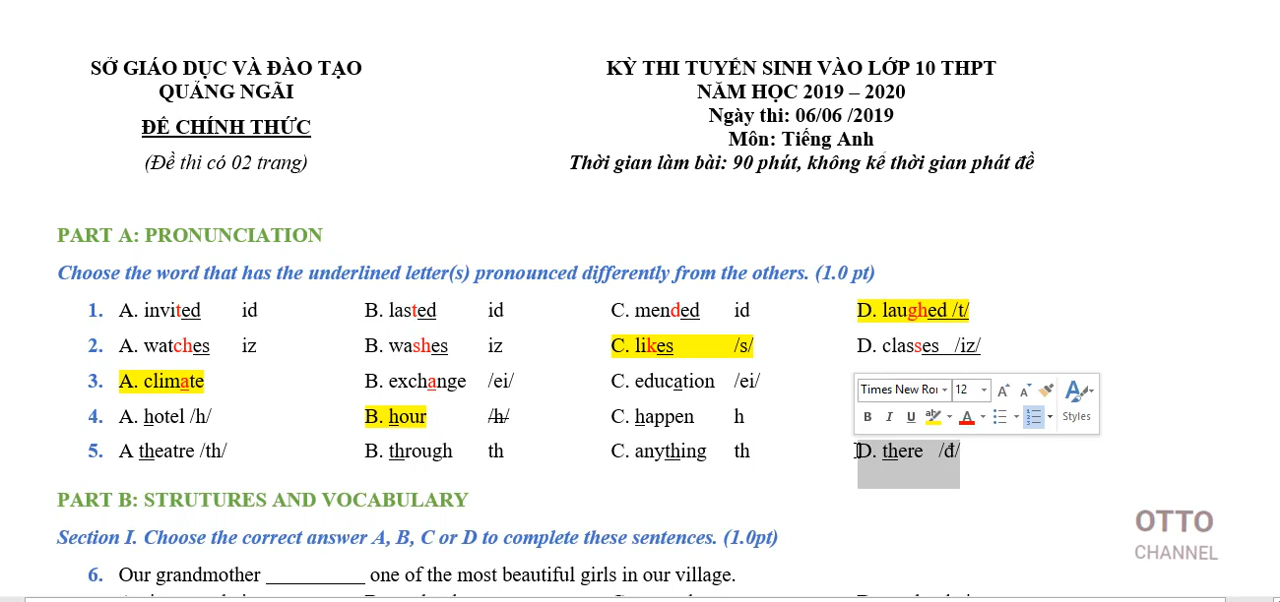 SỞ GIÁO DỤC VÀ ĐÀO TẠO
QUẢNG NGÃI
ĐỀ CHÍNH THỨC
(Đề thi có 02 trang)
KỲ THI TUYỂN SINH VÀO LỚP 10 THPT
NĂM HỌC 2019 – 2020
Ngày thi: 06/06 /2019
Môn: Tiếng Anh
Thời gian làm bài: 90 phút, không kể thời gian phát đề
PART A: PRONUNCIATION
Choose the word that has the underlined letter(s) pronounced differently from the others. (1.0 pt)
1. A. invited id B. lasted id C. mended id D. laughed /t/
2. A. watches iz B. washes iz C. likes /s/ D. classes /iz/
3. A. climate B. exchange /ei/ C. education /ei/
Times New Roi 12
4. A. hotel /h/ B. hour /h/ C. happen h
B I U aby A Styles
5. A theatre /th/ B. through th C. anything th D. there /đ/
PART B: STRUTURES AND VOCABULARY
Section I. Choose the correct answer A, B, C or D to complete these sentences. (1.0pt)
OTTO
CHANNEL
6. Our grandmother __________ one of the most beautiful girls in our village.